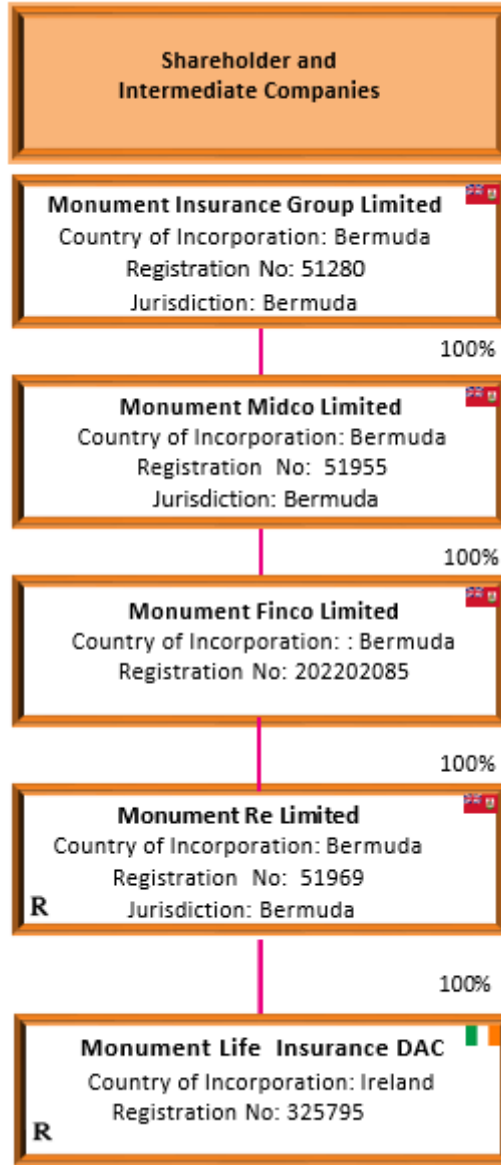 Shareholder and
Intermediate Companies
Monument Insurance Group Limited
Country of Incorporation: Bermuda
Registration No: 51280
Jurisdiction: Bermuda
100%
Monument Midco Limited
Country of Incorporation: Bermuda
Registration No: 51955
Jurisdiction: Bermuda
100%
Monument Finco Limited
Country of Incorporation: : Bermuda
Registration No: 202202085
100%
Monument Re Limited
Country of Incorporation: Bermuda
Registration No: 51969
R Jurisdiction: Bermuda
100%
Monument Life Insurance DAC
Country of Incorporation: Ireland
Registration No: 325795
R